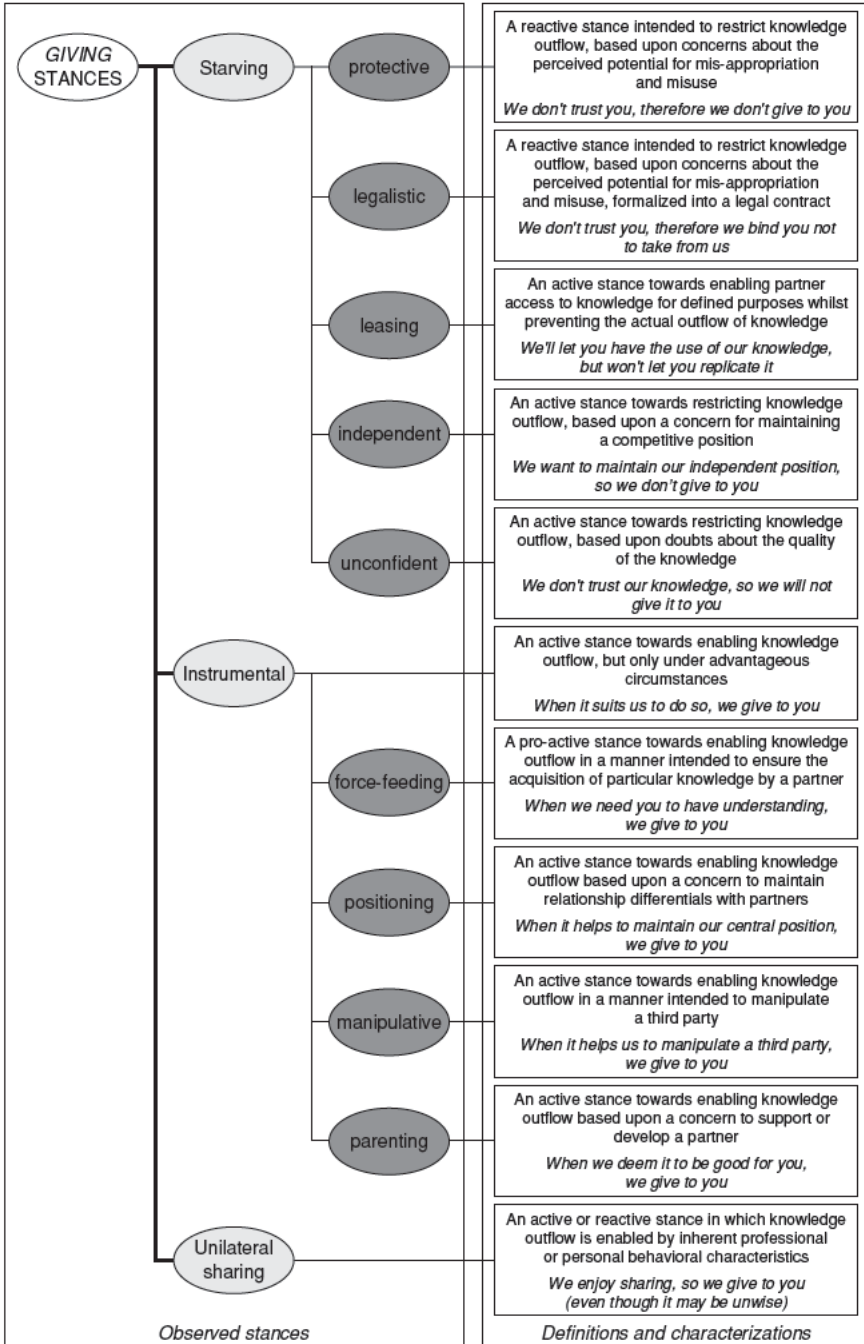 GIVING
STANCES
Starving
protective
A reactive stance intended to restrict knowledge
outflow, based upon concerns about the
perceived potential for mis-appropriation
and misuse
We don't trust you, therefore we don't give to you
legalistic
A reactive stance intended to restrict knowledge
outflow, based upon concerns about the
perceived potential for mis-appropriation
and misuse, formalized into a legal contract
We don't trust you, therefore we bind you not
to take from us
leasing
An active stance towards enabling partner
access to knowledge for defined purposes whilst
preventing the actual outflow of knowledge
We'll let you have the use of our knowledge,
but won't let you replicate it
independent
An active stance towards restricting knowledge
outflow, based upon a concern for maintaining
a competitive position
We want to maintain our independent position,
so we don't give to you
unconfident
An active stance towards restricting knowledge
outflow, based upon doubts about the quality
of the knowledge
We don't trust our knowledge, so we will not
give it to you
Instrumental
An active stance towards enabling knowledge
outflow, but only under advantageous
circumstances
When it suits us to do so, we give to you
force-feeding
A pro-active stance towards enabling knowledge
outflow in a manner intended to ensure the
acquisition of particular knowledge by a partner
When we need you to have understanding,
we give to you
positioning
An active stance towards enabling knowledge
outflow based upon a concern to maintain
relationship differentials with partners
When it helps to maintain our central position,
we give to you
manipulative
An active stance towards enabling knowledge
outflow in a manner intended to manipulate
a third party
When it helps us to manipulate a third party,
we give to you
parenting
An active stance towards enabling knowledge
outflow based upon a concern to support or
develop a partner
When we deem it to be good for you,
we give to you
Unilateral
sharing
An active or reactive stance in which knowledge
outflow is enabled by inherent professional
or personal behavioral characteristics
We enjoy sharing, so we give to you
(even though it may be unwise)
Observed stances
Definitions and characterizations